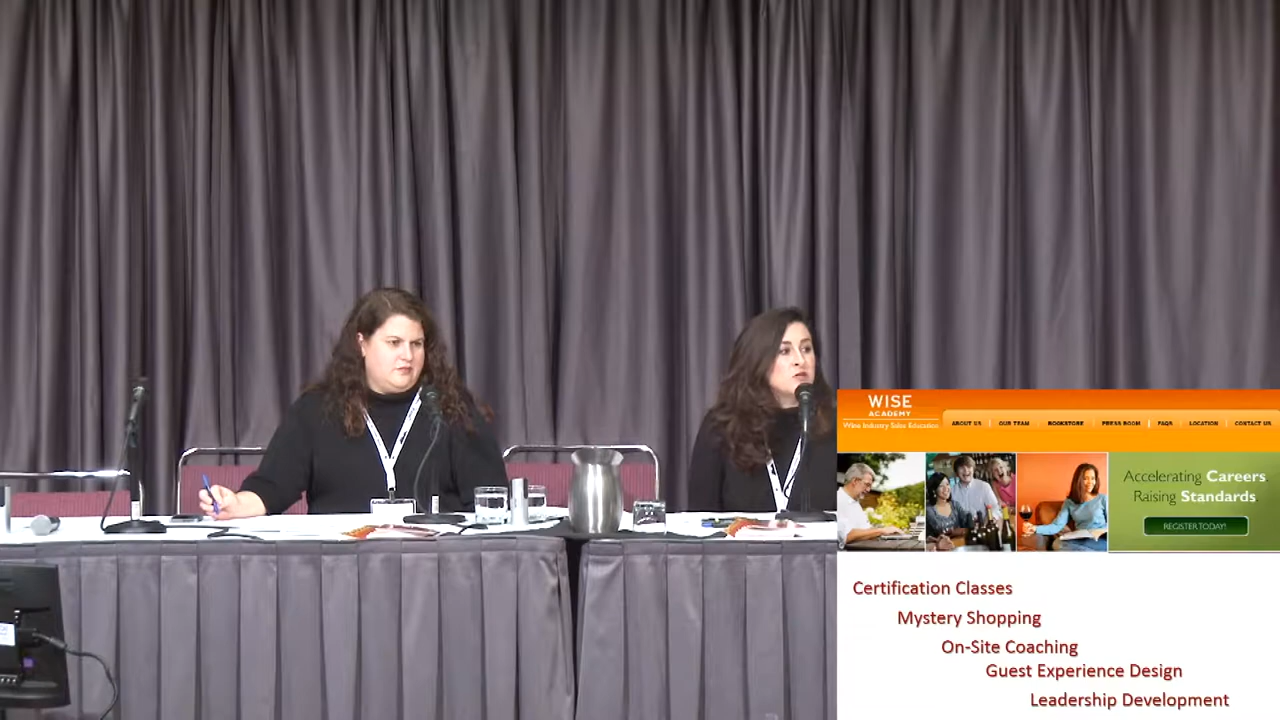 WISE
ACADEMY
Wine Industry Sales Education
ABOUT US | OUR TEAM | BOOKSTORE | PRESS ROOM | FAQS | LOCATION | CONTACT US
Accelerating Careers.
Raising Standards
REGISTER TODAY!
Certification Classes
Mystery Shopping
On-Site Coaching
Guest Experience Design
Leadership Development